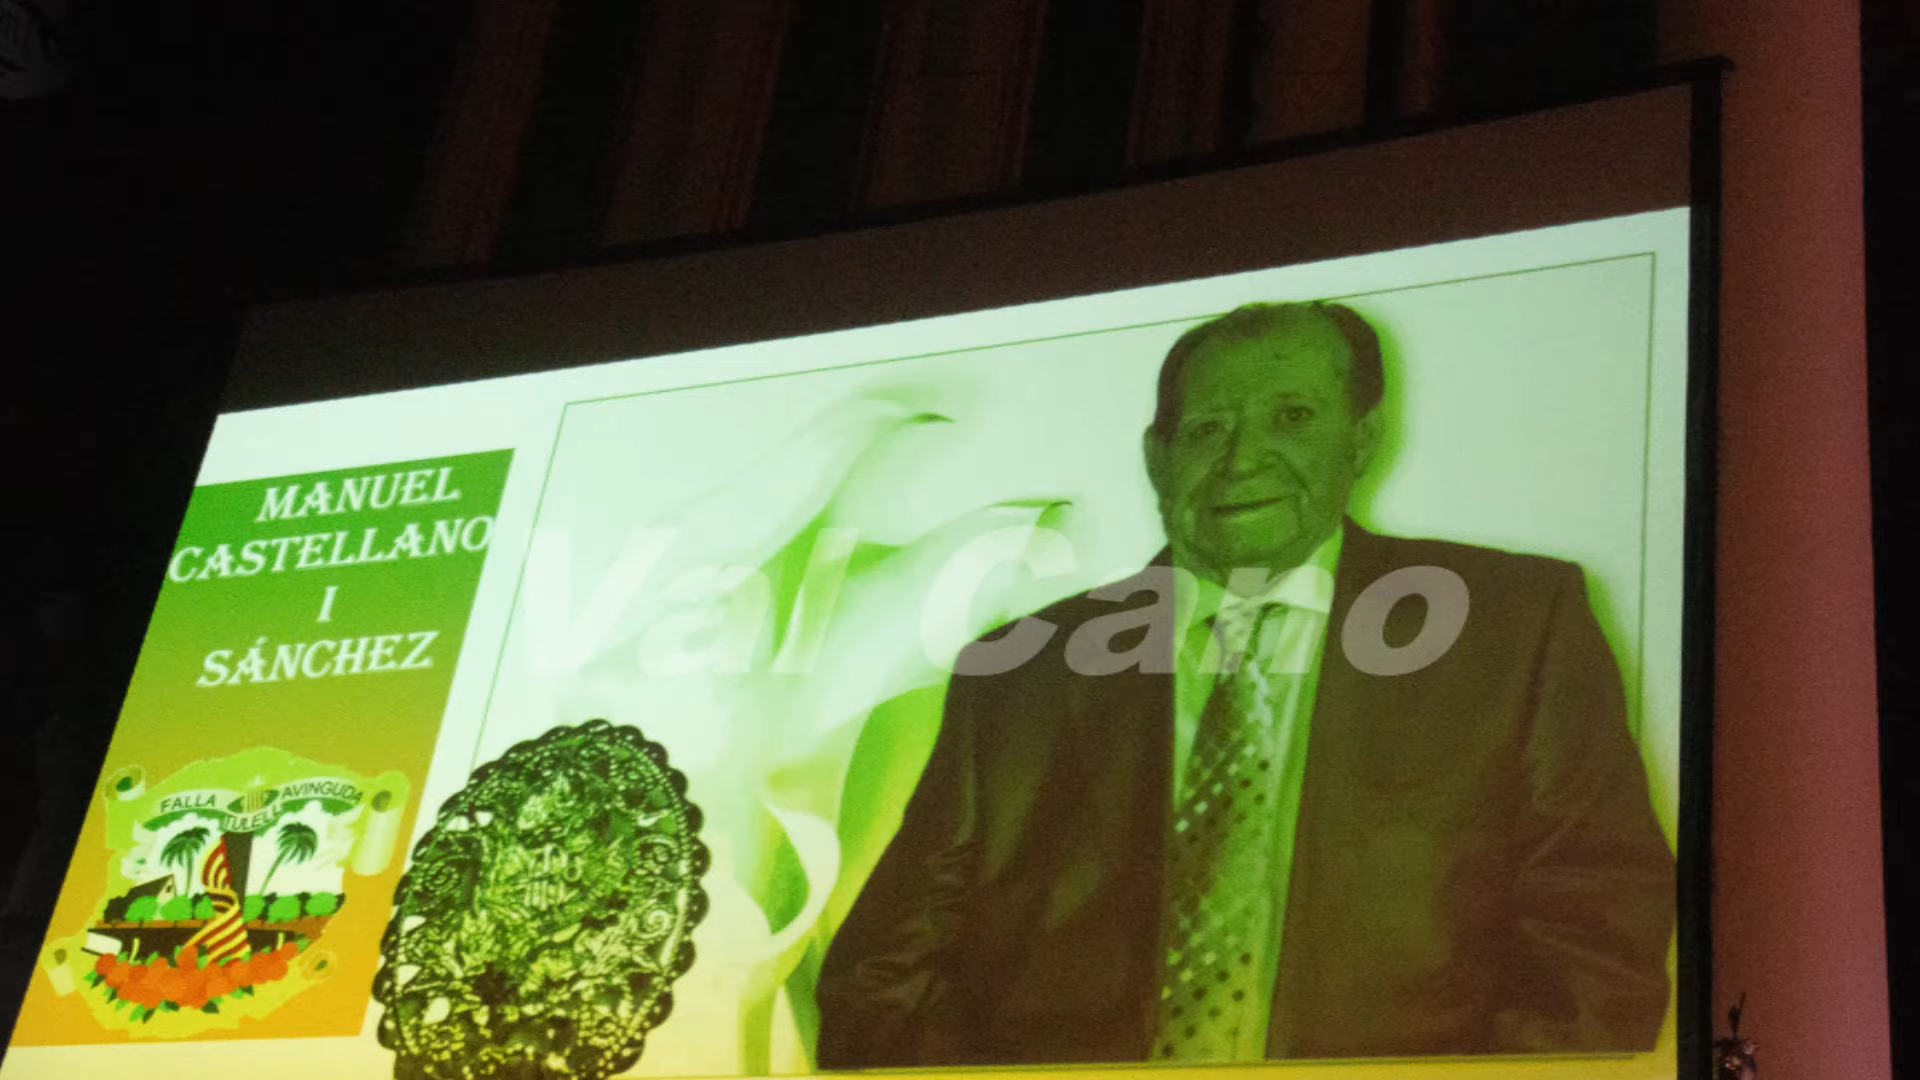 MANUEL
CASTELLANO
I
SÁNCHEZ
Val Cano
FALLA
AVINGUDA